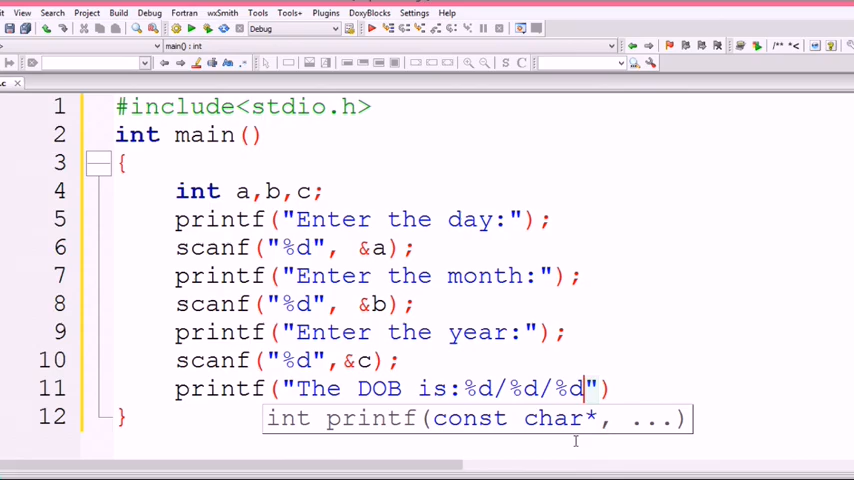 t Search Project Build Debug Fortran wxSmith Tools Tools+ Plugins DoxyBlocks Settings Help
Debug
main() : int
/** *<
S C
.c ×
1 #include<stdio.h>
2 int main()
3 {
4 int a,b,c;
5 printf("Enter the day:");
6 scanf("%d", &a);
7 printf("Enter the month:");
8 scanf("%d", &b);
9 printf("Enter the year:");
10 scanf("%d",&c);
11 printf("The DOB is:%d/%d/%d")
int printf(const char*, ...)
12 }